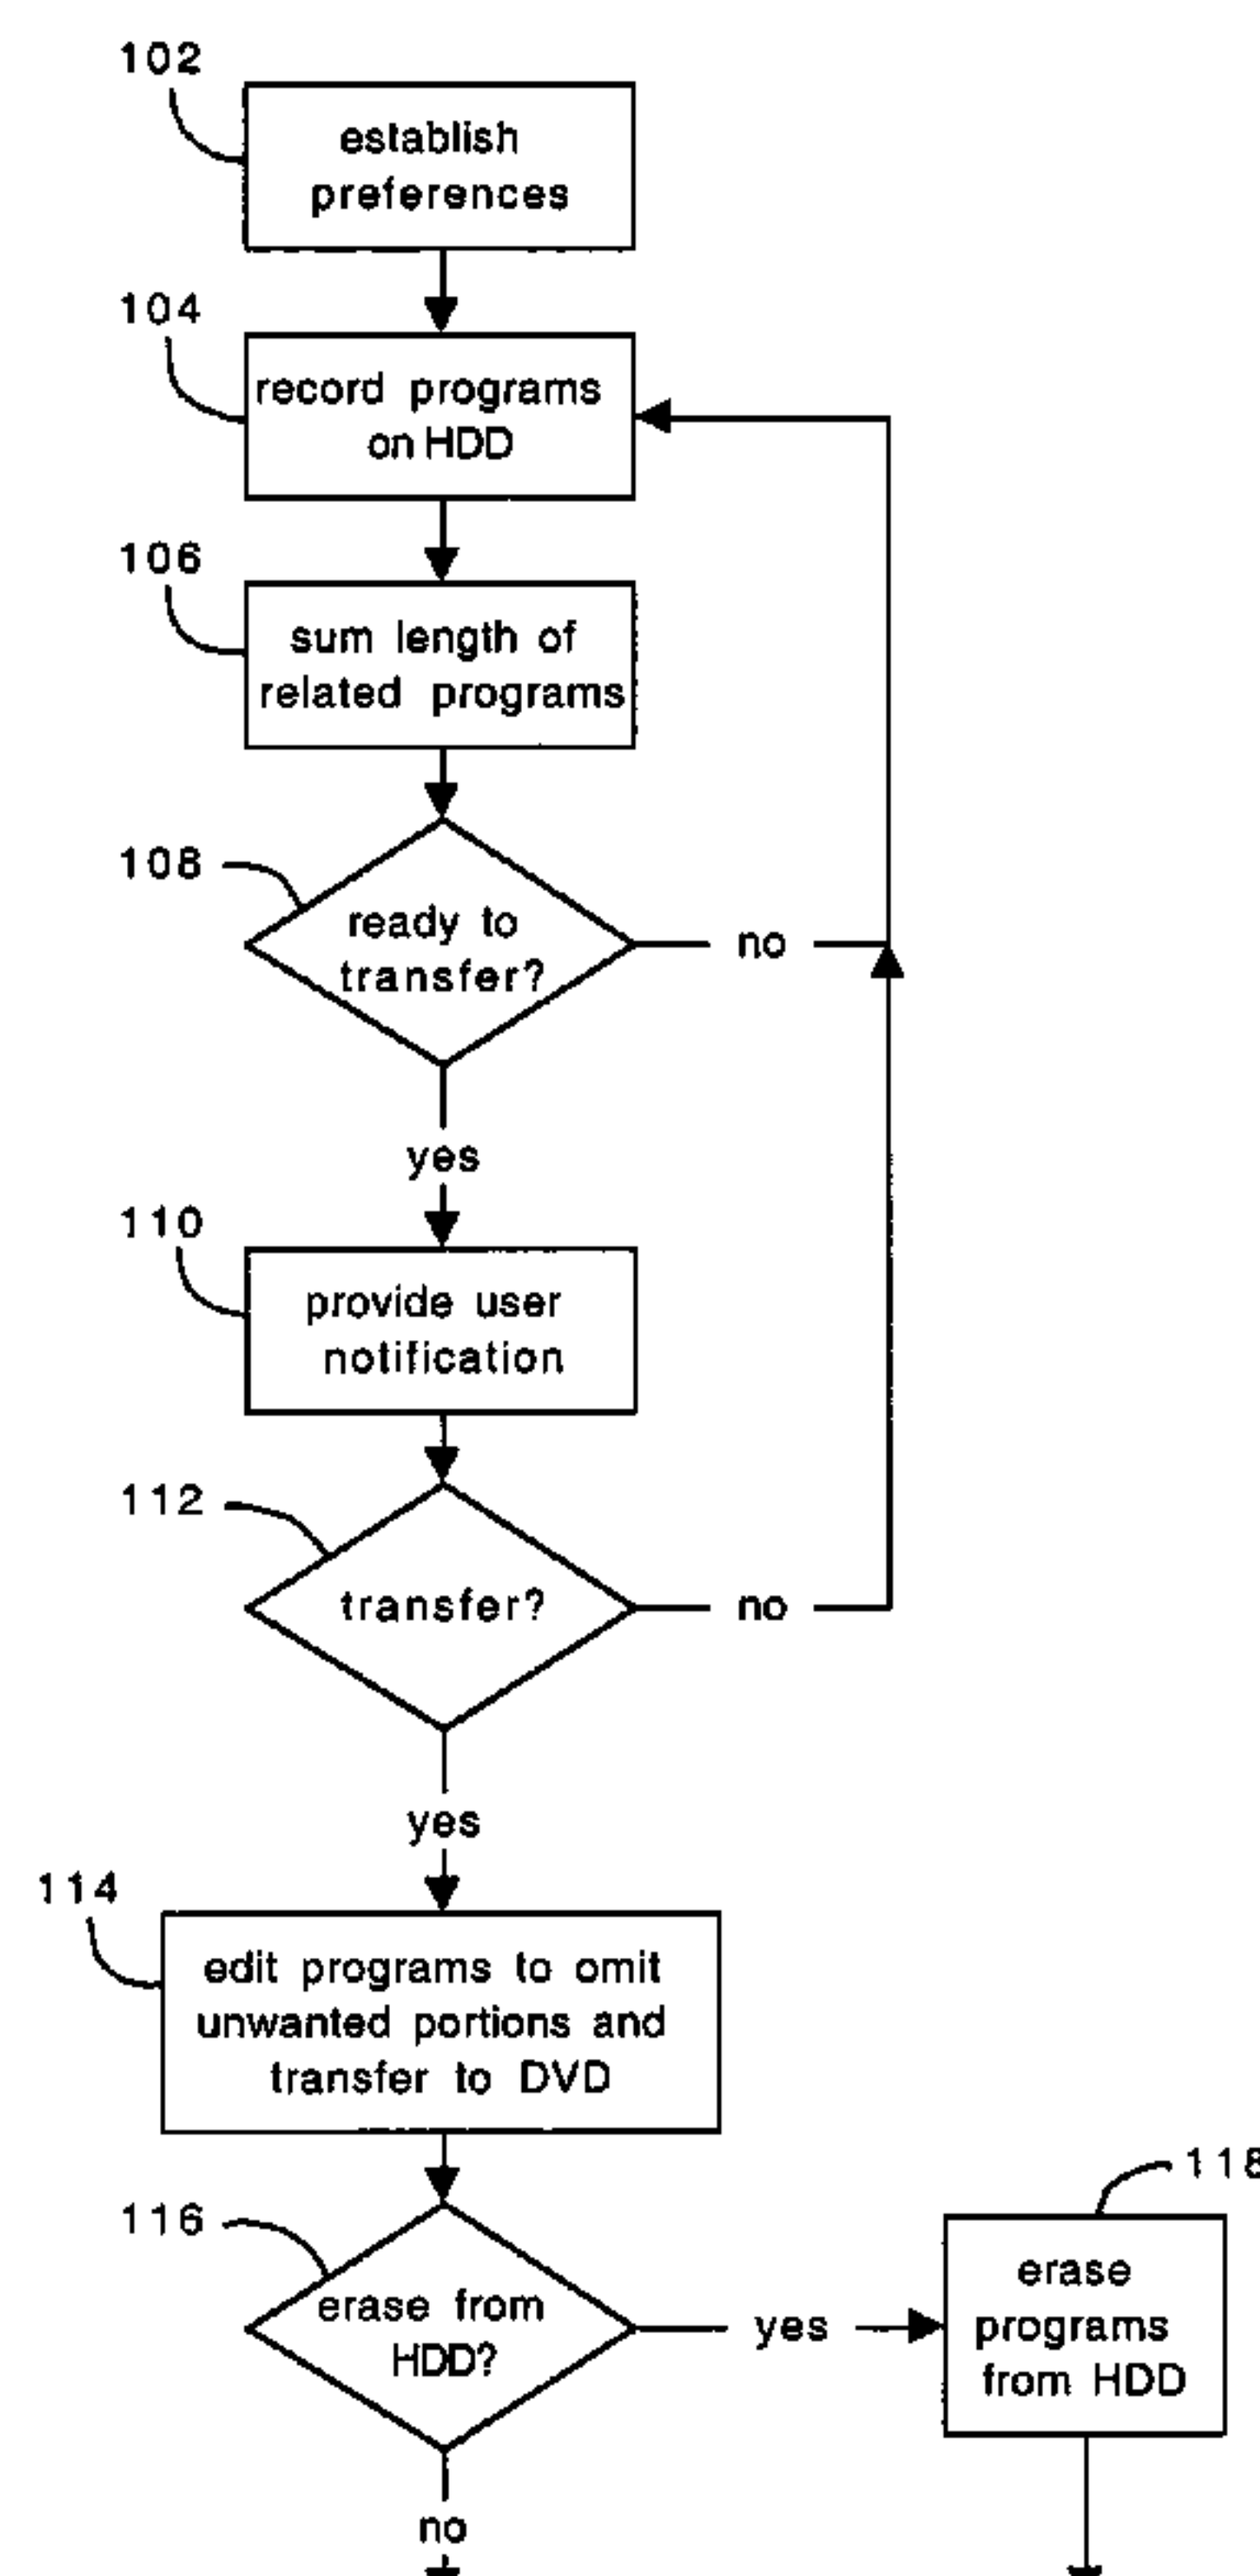 102
establish
preferences
104
record programs
on HDD
106
sum length of
related programs
108
ready to
transfer?
no
yes
110
provide user
notification
112
transfer?
no
yes
114
edit programs to omit
unwanted portions and
transfer to DVD
116
erase from
HDD?
yes
118
erase
programs
from HDD
no